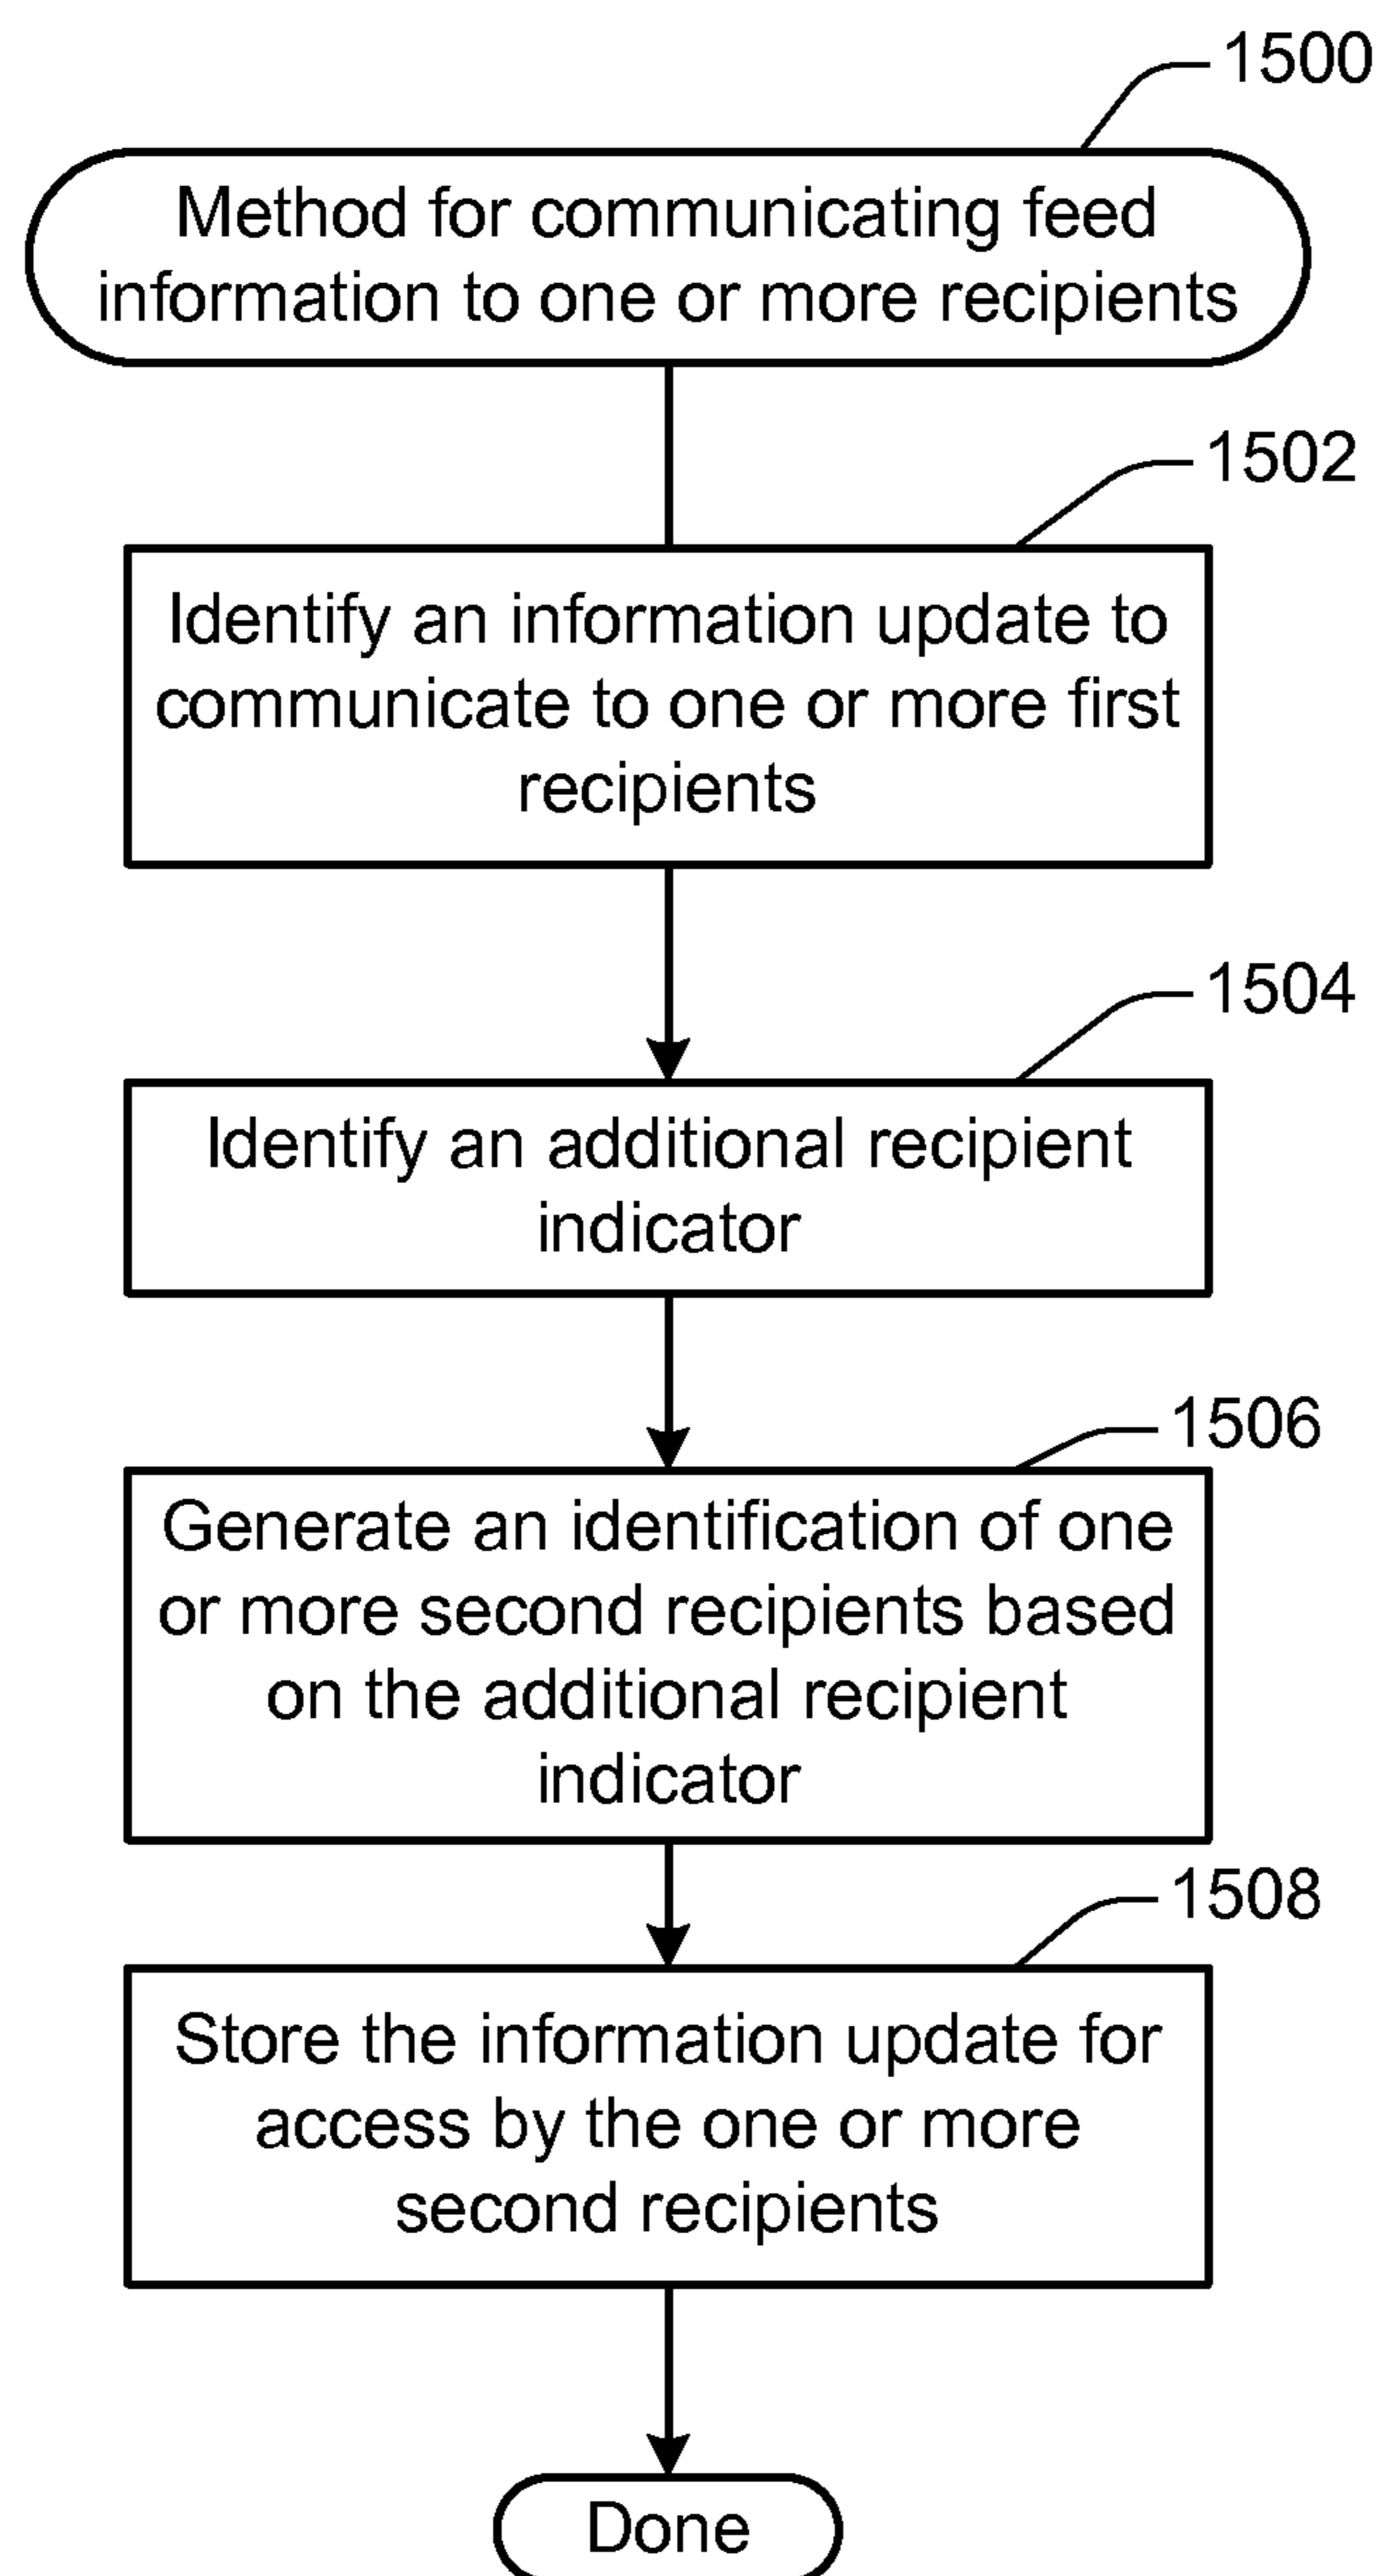 1500
Method for communicating feed
information to one or more recipients
1502
Identify an information update to
communicate to one or more first
recipients
1504
Identify an additional recipient
indicator
1506
Generate an identification of one
or more second recipients based
on the additional recipient
indicator
1508
Store the information update for
access by the one or more
second recipients
Done